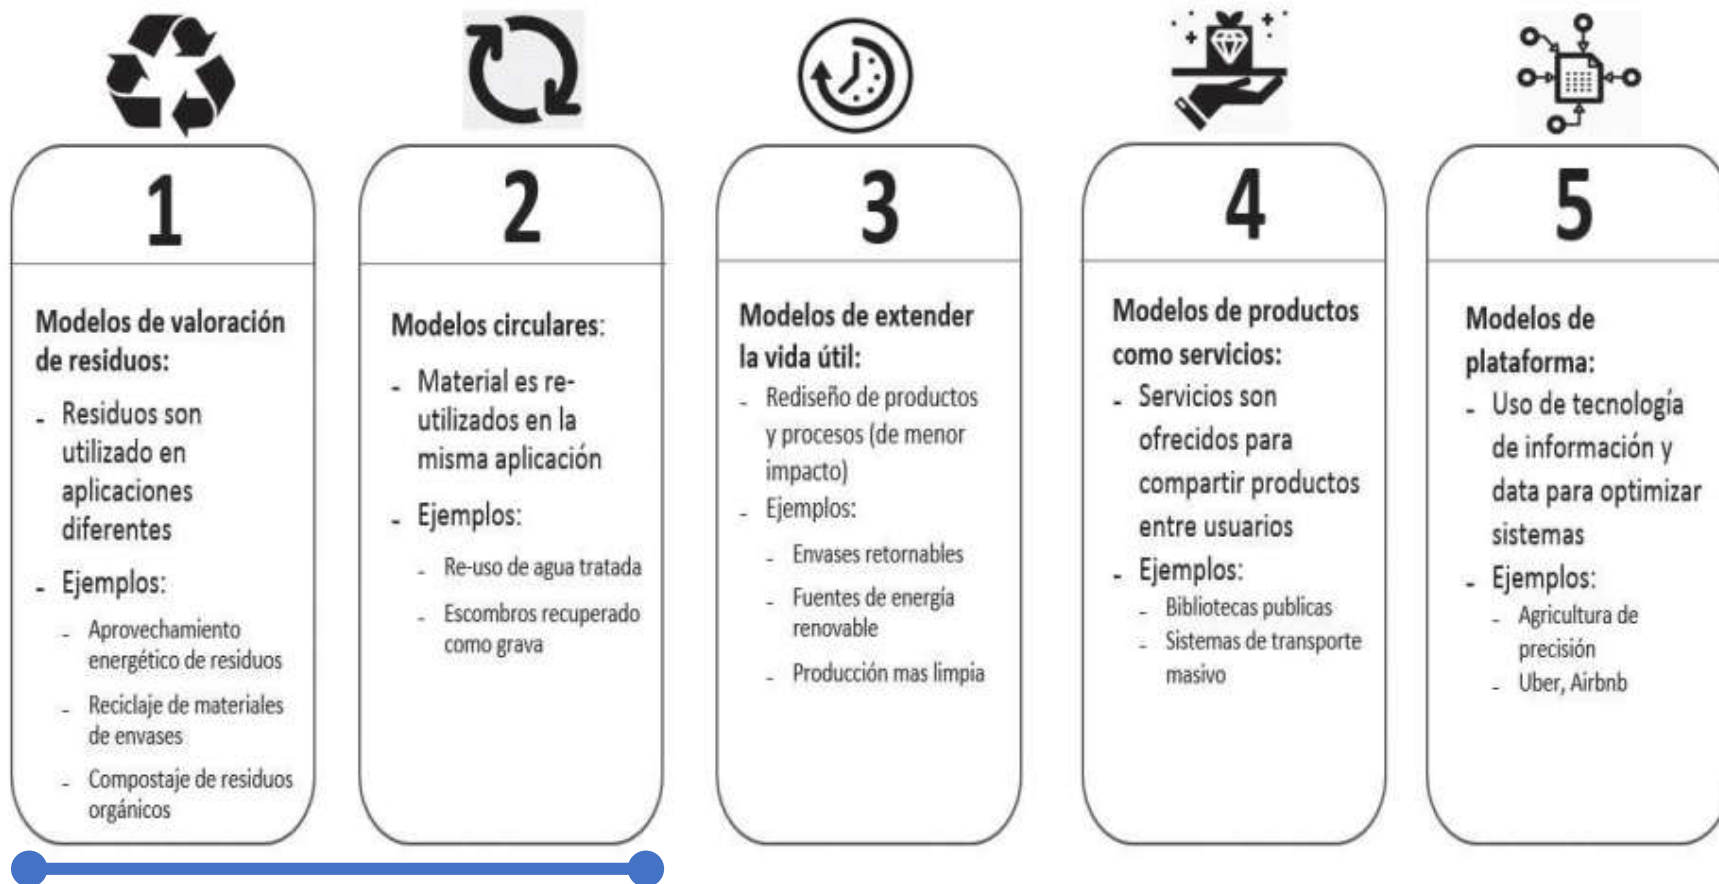 1
Modelos de valoración
de residuos:
- Residuos son
utilizado en
aplicaciones
diferentes
- Ejemplos:
- Aprovechamiento
energético de residuos
- Reciclaje de materiales
de envases
- Compostaje de residuos
orgánicos
2
Modelos circulares:
- Material es re-
utilizados en la
misma aplicación
- Ejemplos:
- Re-uso de agua tratada
- Escombros recuperado
como grava
3
Modelos de extender
la vida útil:
- Rediseño de productos
y procesos (de menor
impacto)
- Ejemplos:
- Envases retornables
- Fuentes de energía
renovable
- Producción mas limpia
4
Modelos de productos
como servicios:
- Servicios son
ofrecidos para
compartir productos
entre usuarios
- Ejemplos:
- Bibliotecas publicas
- Sistemas de transporte
masivo
5
Modelos de
plataforma:
- Uso de tecnología
de información y
data para optimizar
sistemas
- Ejemplos:
- Agricultura de
precisión
- Uber, Airbnb